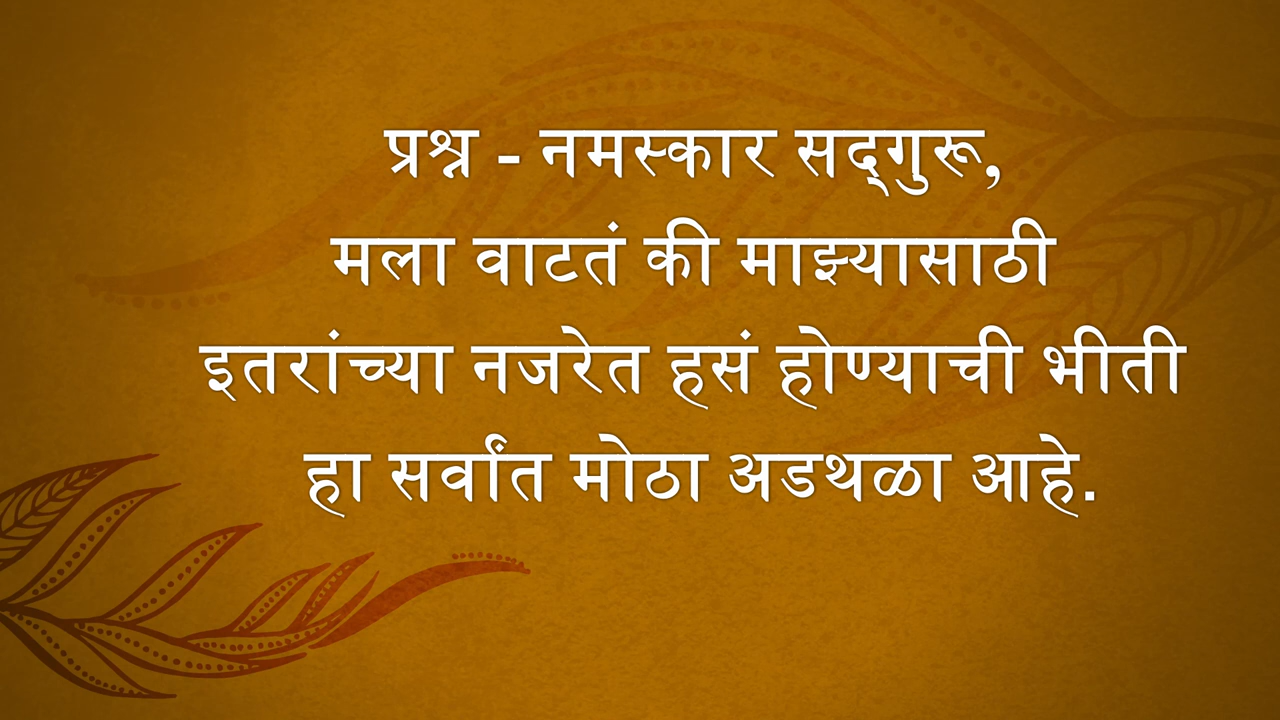 प्रश्न - नमस्कार सद्‌गुरू,
मला वाटतं की माझ्यासाठी
इतरांच्या नजरेत हसं होण्याची भीती
हा सर्वांत मोठा अडथळा आहे.